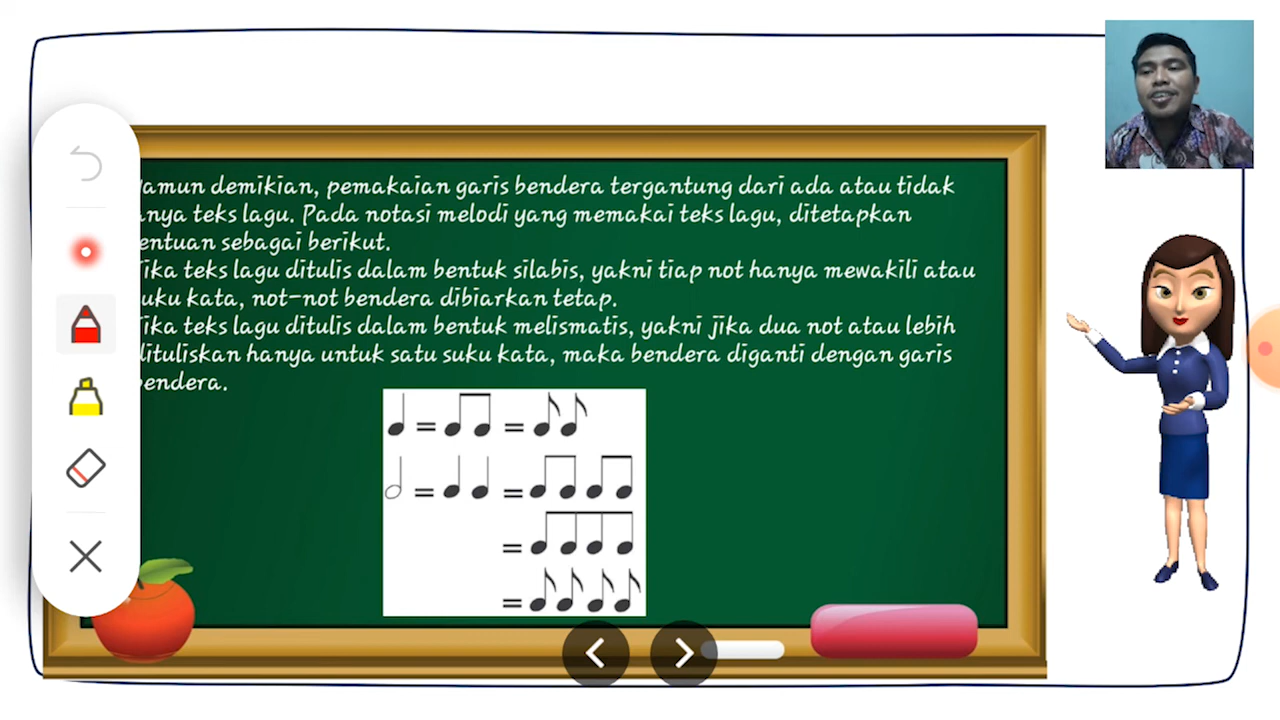 amun demikian, pemakaian garis bendera tergantung dari ada atau tidak
nya teks lagu. Pada notasi melodi yang memakai teks lagu, ditetapkan
entuan sebagai berikut.
Jika teks lagu ditulis dalam bentuk silabis, yakni tiap not hanya mewakili atau
uku kata, not-not bendera dibiarkan tetap.
Jika teks lagu ditulis dalam bentuk melismatis, yakni jika dua not atau lebih
dituliskan hanya untuk satu suku kata, maka bendera diganti dengan garis
bendera.